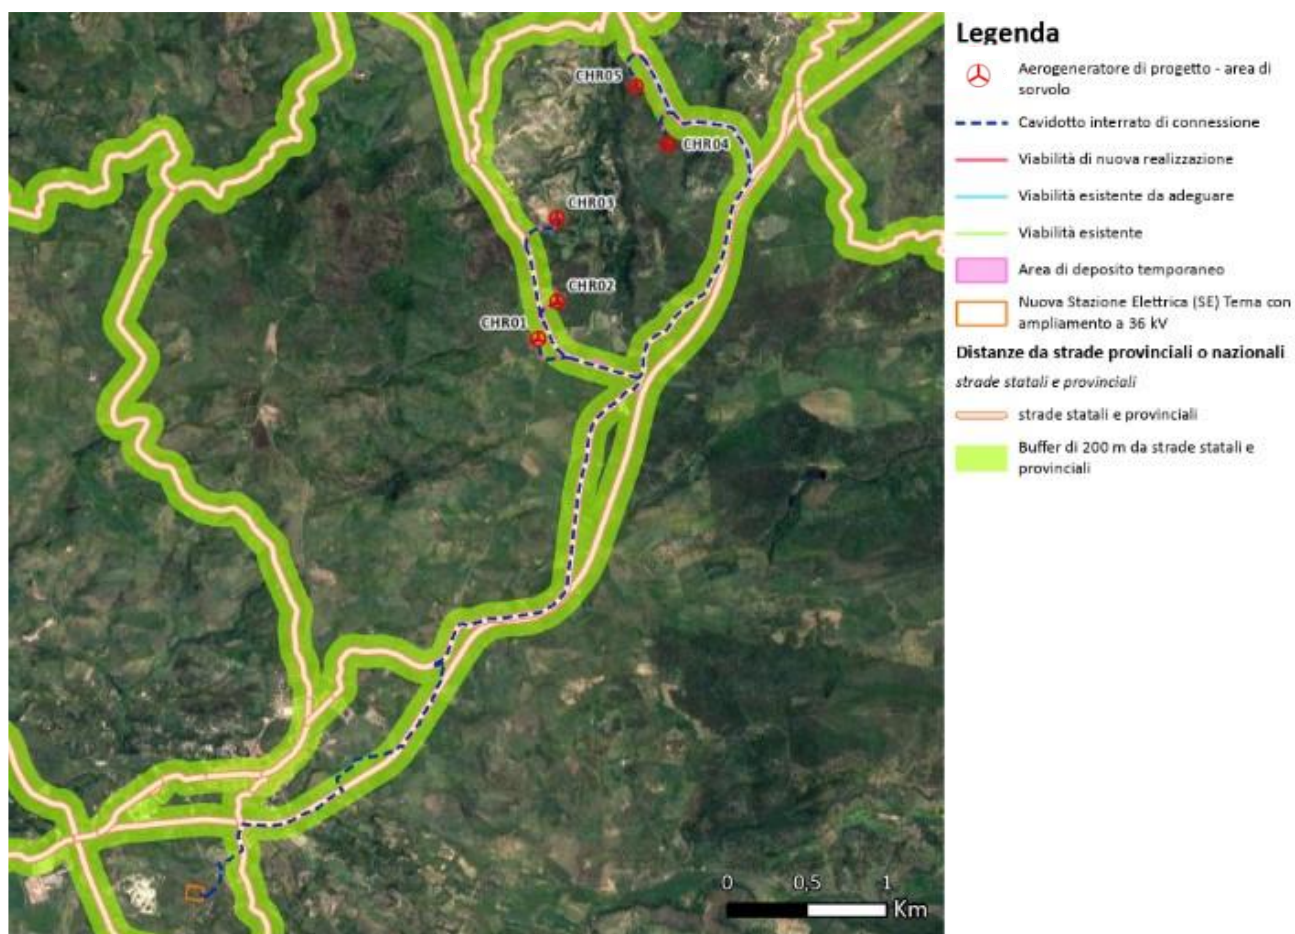 Legenda
Aerogeneratore di progetto - area di
sorvolo
Cavidotto interrato di connessione
Viabilità di nuova realizzazione
Viabilità esistente da adeguare
Viabilità esistente
Area di deposito temporaneo
Nuova Stazione Elettrica (SE) Terna con
ampliamento a 36 kV
Distanze da strade provinciali o nazionali
strade statali e provinciali
strade statali e provinciali
Buffer di 200 m da strade statali e
provinciali
CHR05
CHR04
CHR03
CHR02
CHR01
0 0,5 1
Km